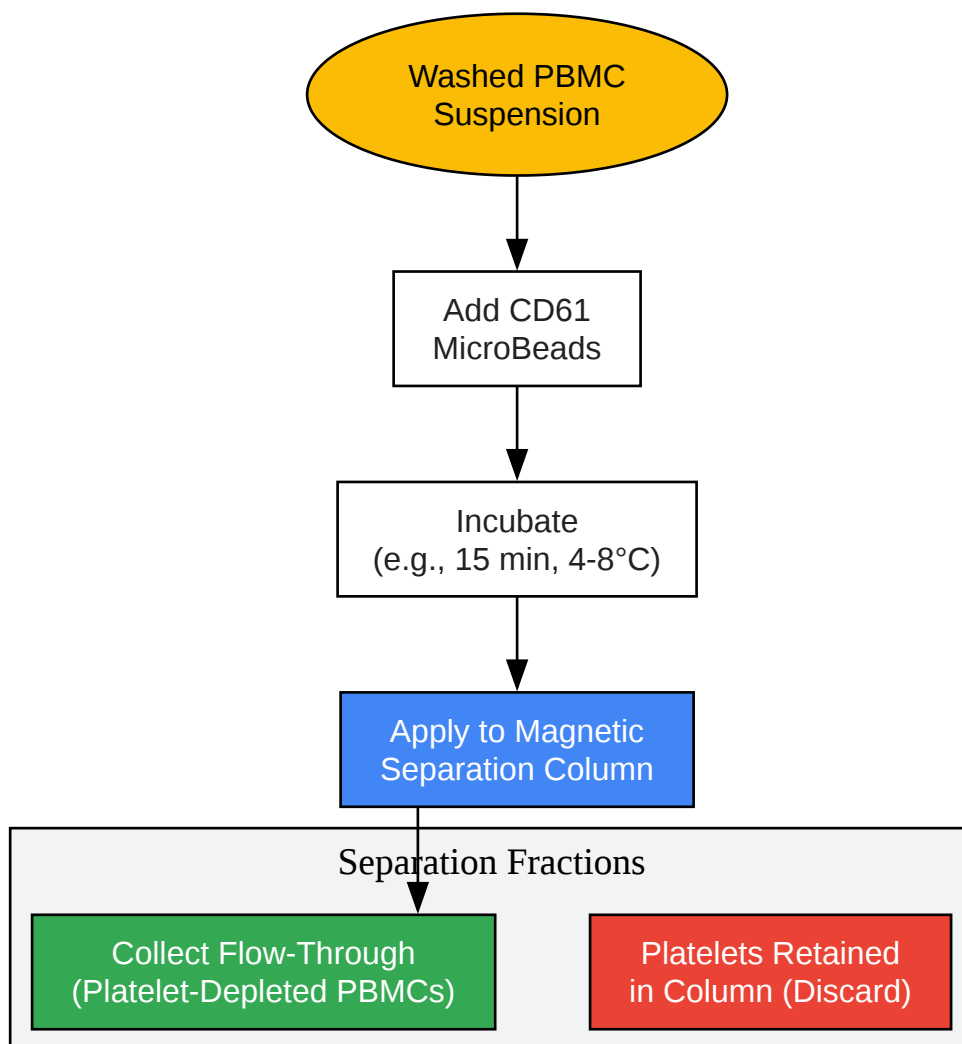 Washed PBMC
Suspension
Add CD61
MicroBeads
Incubate
(e.g., 15 min, 4-8°C)
Apply to Magnetic
Separation Column
Separation Fractions
Collect Flow-Through
(Platelet-Depleted PBMCs)
Platelets Retained
in Column (Discard)